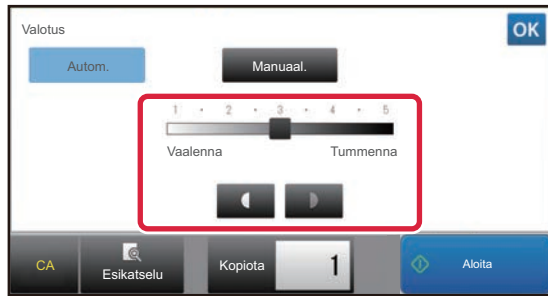 Valotus
OK
Autom.
Manuaal.
1 • 2 • 3 • 4 • 5
Vaalenna
Tummenna
CA
Esikatselu
Kopiota
1
Aloita